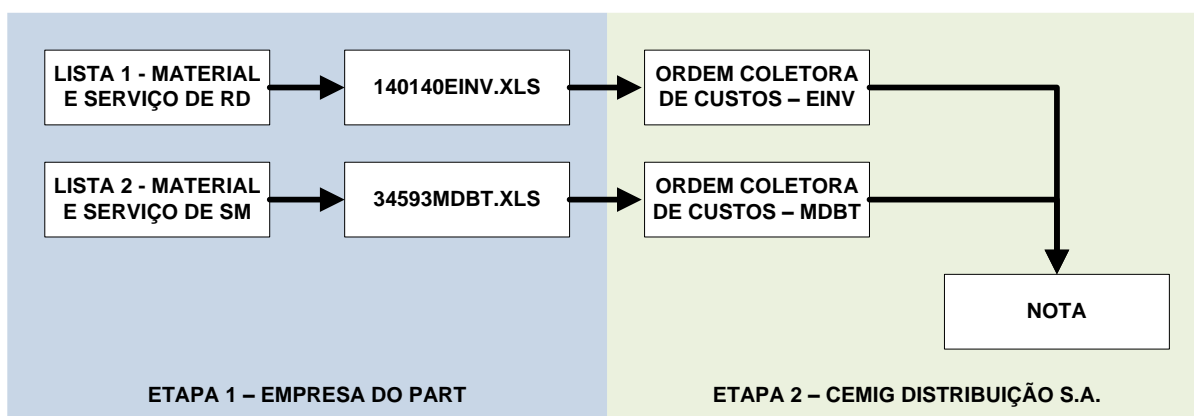 LISTA 1 - MATERIAL
E SERVIÇO DE RD
140140EINV.XLS
ORDEM COLETORA
DE CUSTOS – EINV
LISTA 2 - MATERIAL
E SERVIÇO DE SM
34593MDBT.XLS
ORDEM COLETORA
DE CUSTOS – MDBT
NOTA
ETAPA 1 – EMPRESA DO PART
ETAPA 2 – CEMIG DISTRIBUIÇÃO S.A.